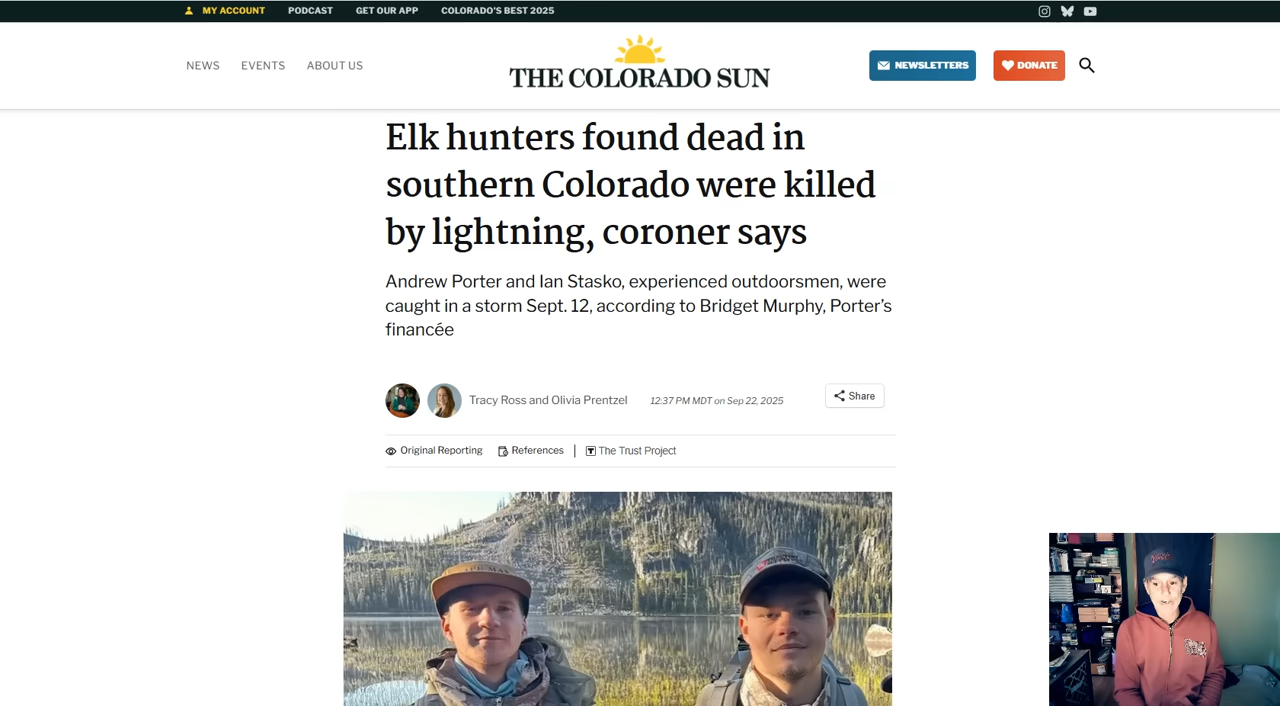 MY ACCOUNT PODCAST GET OUR APP COLORADO'S BEST 2025
NEWS EVENTS ABOUT US
THE COLORADO SUN
NEWSLETTERS DONATE
Elk hunters found dead in
southern Colorado were killed
by lightning, coroner says
Andrew Porter and Ian Stasko, experienced outdoorsmen, were
caught in a storm Sept. 12, according to Bridget Murphy, Porter's
financée
Tracy Ross and Olivia Prentzel 12:37 PM MDT on Sep 22, 2025 Share
Original Reporting References | The Trust Project